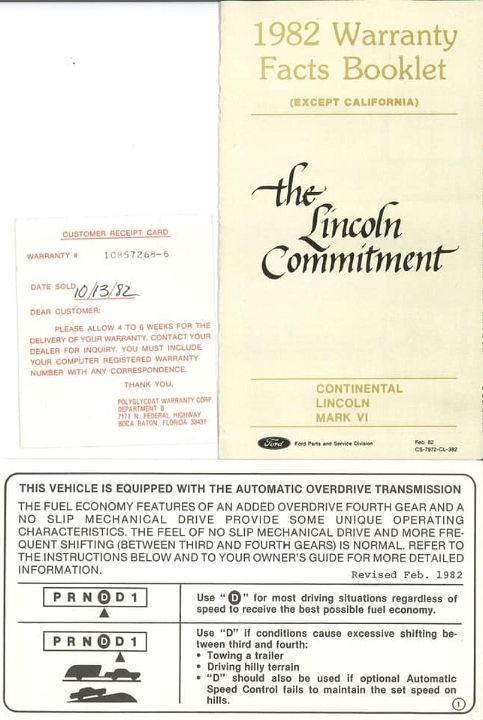 1982 Warranty
Facts Booklet
(EXCEPT CALIFORNIA)
the
Lincoln
Commitment
CONTINENTAL
LINCOLN
MARK VI
Ford
Ford Parts and Service Division
Feb. 82
CS-7872-CL-382
CUSTOMER RECEIPT CARD
WARRANTY # 10857268-6
DATE SOLD 10/13/82
DEAR CUSTOMER:
PLEASE ALLOW 4 TO 6 WEEKS FOR THE
DELIVERY OF YOUR WARRANTY. CONTACT YOUR
DEALER FOR INQUIRY. YOU MUST INCLUDE
YOUR COMPUTER REGISTERED WARRANTY
NUMBER WITH ANY CORRESPONDENCE.
THANK YOU,
POLYGLYCOAT WARRANTY CORP
DEPARTMENT B
7171 N. FEDERAL HIGHWAY
BOCA RATON, FLORIDA 33431
THIS VEHICLE IS EQUIPPED WITH THE AUTOMATIC OVERDRIVE TRANSMISSION
THE FUEL ECONOMY FEATURES OF AN ADDED OVERDRIVE FOURTH GEAR AND A
NO SLIP MECHANICAL DRIVE PROVIDE SOME UNIQUE OPERATING
CHARACTERISTICS. THE FEEL OF NO SLIP MECHANICAL DRIVE AND MORE FRE-
QUENT SHIFTING (BETWEEN THIRD AND FOURTH GEARS) IS NORMAL. REFER TO
THE INSTRUCTIONS BELOW AND TO YOUR OWNER'S GUIDE FOR MORE DETAILED
INFORMATION.
Revised Feb. 1982
P R N D D 1
Use "D" for most driving situations regardless of
speed to receive the best possible fuel economy.
P R N D D 1
Use "D" if conditions cause excessive shifting be-
tween third and fourth:
• Towing a trailer
• Driving hilly terrain
• "D" should also be used if optional Automatic
Speed Control fails to maintain the set speed on
hills.
1